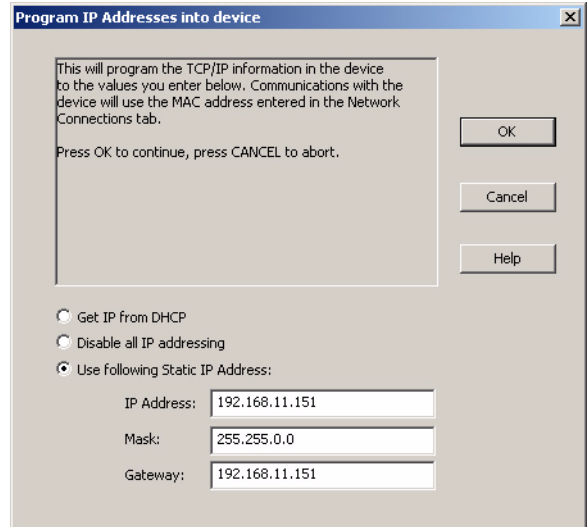 Program IP Addresses into device
This will program the TCP/IP information in the device
to the values you enter below. Communications with the
device will use the MAC address entered in the Network
Connections tab.
Press OK to continue, press CANCEL to abort.
OK
Cancel
Help
Get IP from DHCP
Disable all IP addressing
Use following Static IP Address:
IP Address: 192.168.11.151
Mask: 255.255.0.0
Gateway: 192.168.11.151